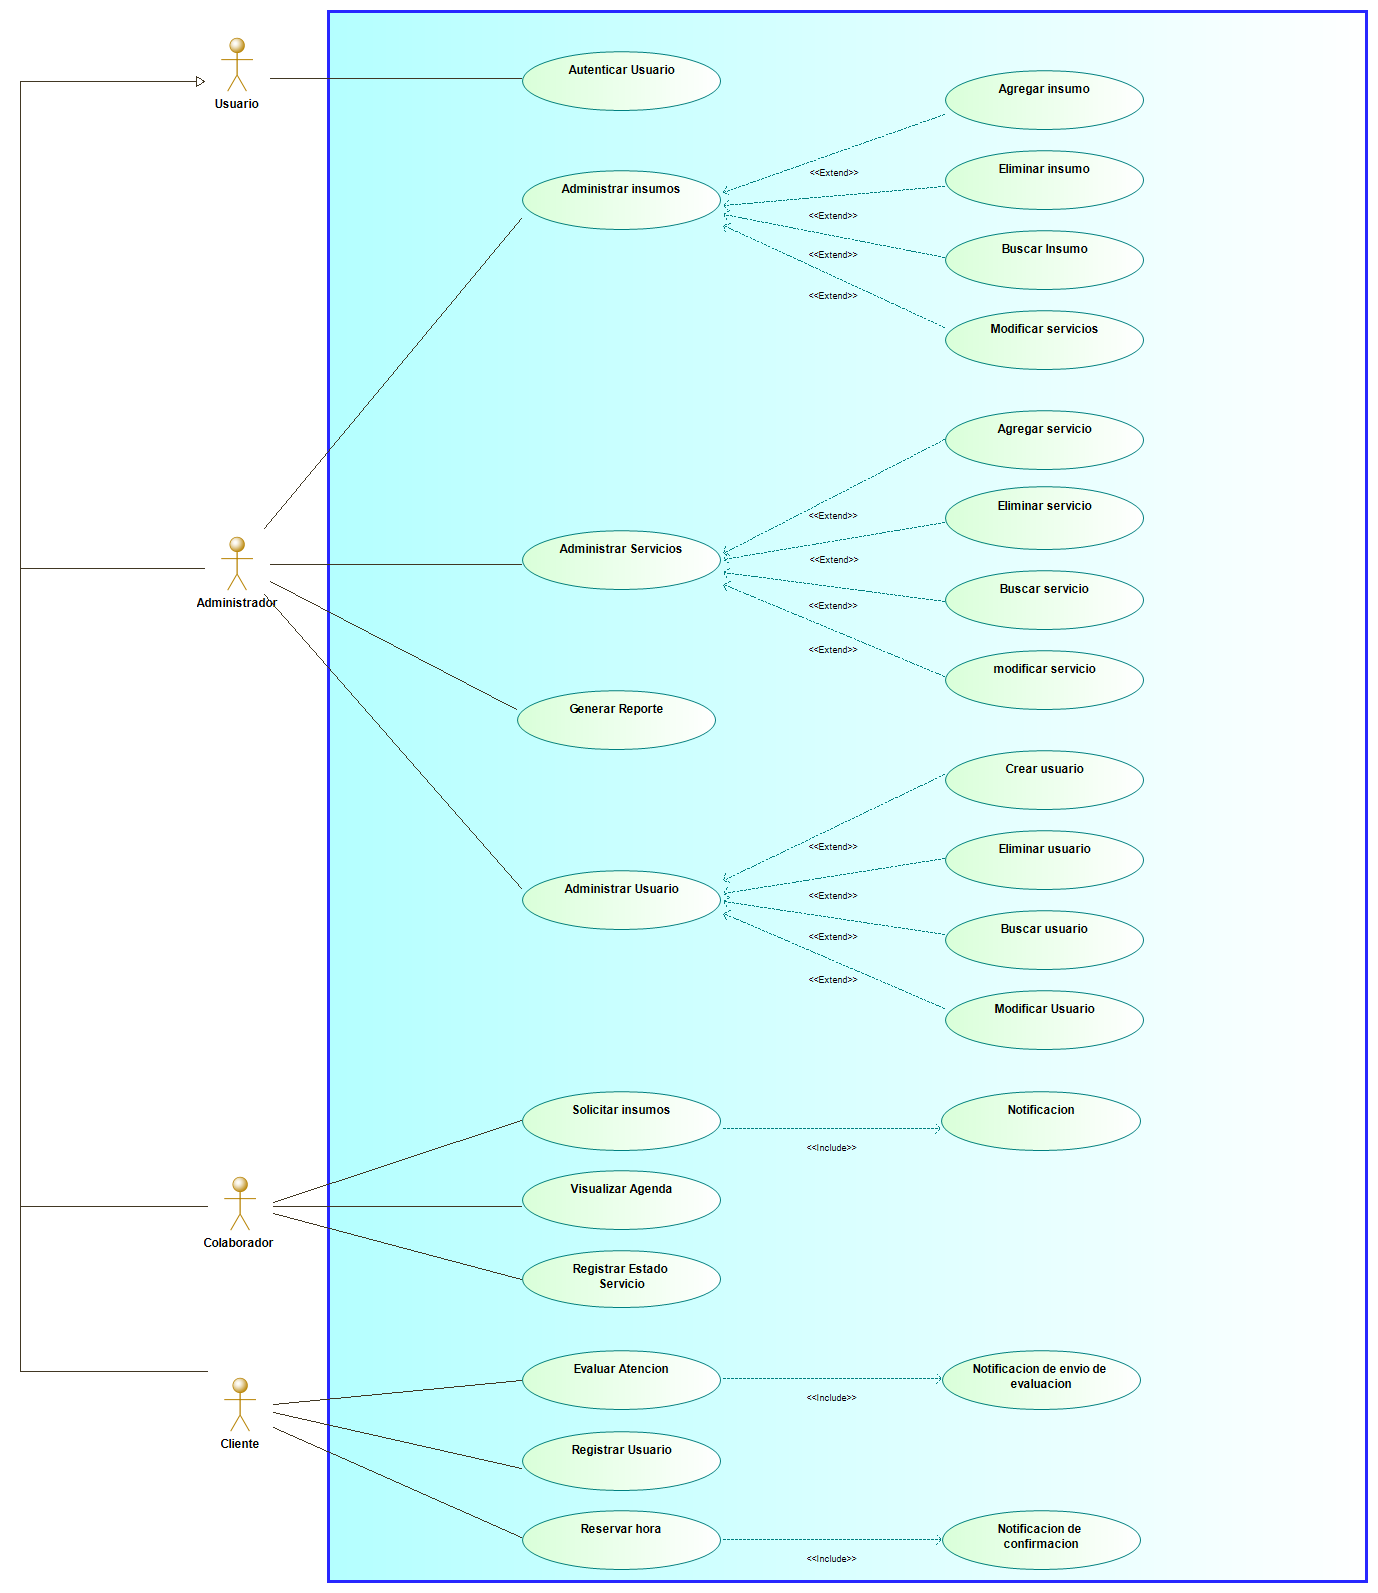 Usuario
Autenticar Usuario
Agregar insumo
<<Extend>>
Eliminar insumo
Administrar insumos
<<Extend>>
Buscar Insumo
<<Extend>>
<<Extend>>
Modificar servicios
Agregar servicio
<<Extend>>
Eliminar servicio
Administrar Servicios
<<Extend>>
Buscar servicio
Administrador
<<Extend>>
<<Extend>>
modificar servicio
Generar Reporte
Crear usuario
<<Extend>>
Eliminar usuario
Administrar Usuario
<<Extend>>
Buscar usuario
<<Extend>>
<<Extend>>
Modificar Usuario
Solicitar insumos
Notificacion
<<Include>>
Visualizar Agenda
Colaborador
Registrar Estado
Servicio
Evaluar Atencion
Notificacion de envio de
evaluacion
<<Include>>
Cliente
Registrar Usuario
Reservar hora
Notificacion de
confirmacion
<<Include>>